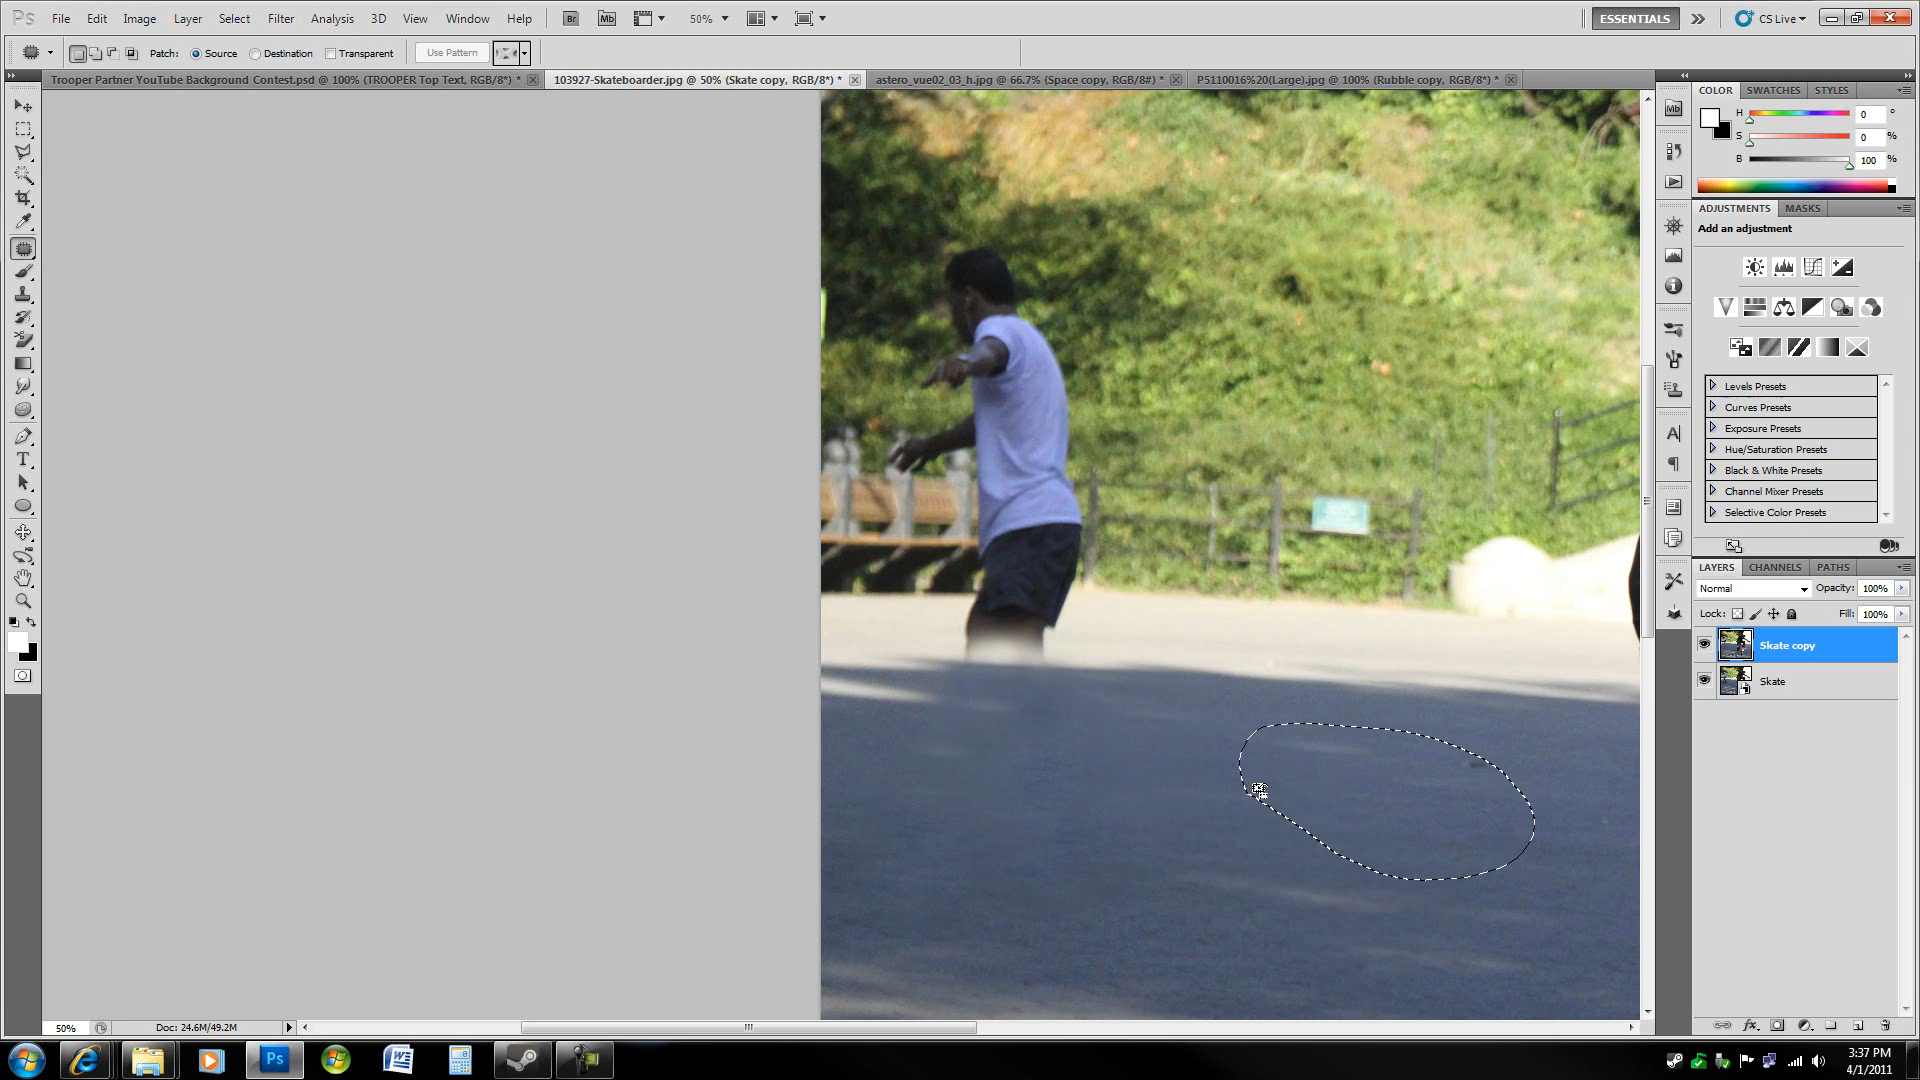 Ps File Edit Image Layer Select Filter Analysis 3D View Window Help Br Mb 50% ESSENTIALS CS Live
Patch: Source Destination Transparent Use Pattern
Trooper Partner YouTube Background Contest.psd @ 100% (TROOPER Top Text, RGB/8*) * 103927-Skateboarder.jpg @ 50% (Skate copy, RGB/8*) * astero_vue02_03_h.jpg @ 66.7% (Space copy, RGB/8#) * P5110016%20(Large).jpg @ 100% (Rubble copy, RGB/8*) *
COLOR SWATCHES STYLES
Mb
H 0 °
S 0 %
B 100 %
ADJUSTMENTS MASKS
Add an adjustment
Levels Presets
Curves Presets
Exposure Presets
Hue/Saturation Presets
Black & White Presets
Channel Mixer Presets
Selective Color Presets
LAYERS CHANNELS PATHS
Normal Opacity: 100%
Lock: Fill: 100%
Skate copy
Skate
50% Doc: 24.6M/49.2M
Ps
3:37 PM
4/1/2011